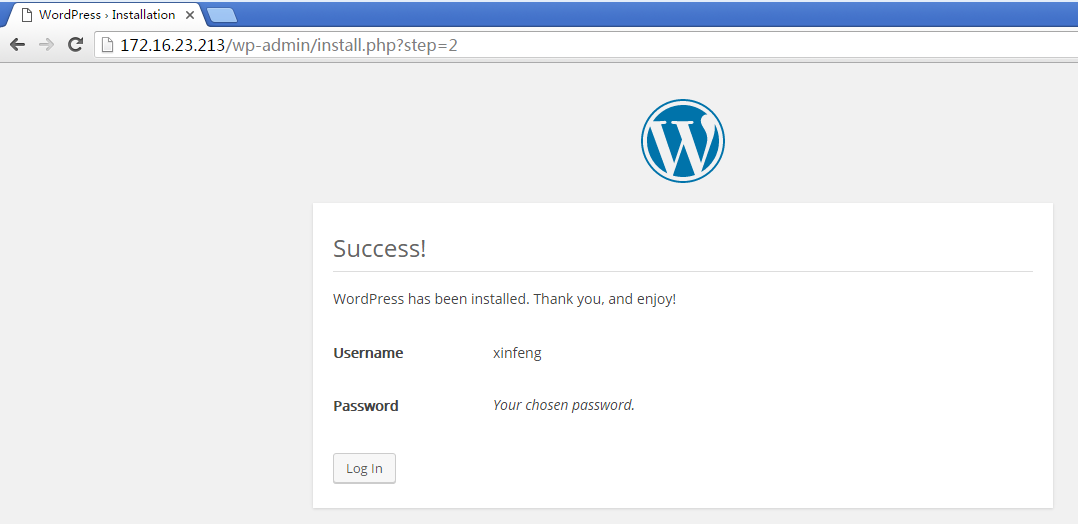 WordPress › Installation
172.16.23.213/wp-admin/install.php?step=2
Success!
WordPress has been installed. Thank you, and enjoy!
Username xinfeng
Password Your chosen password.
Log In